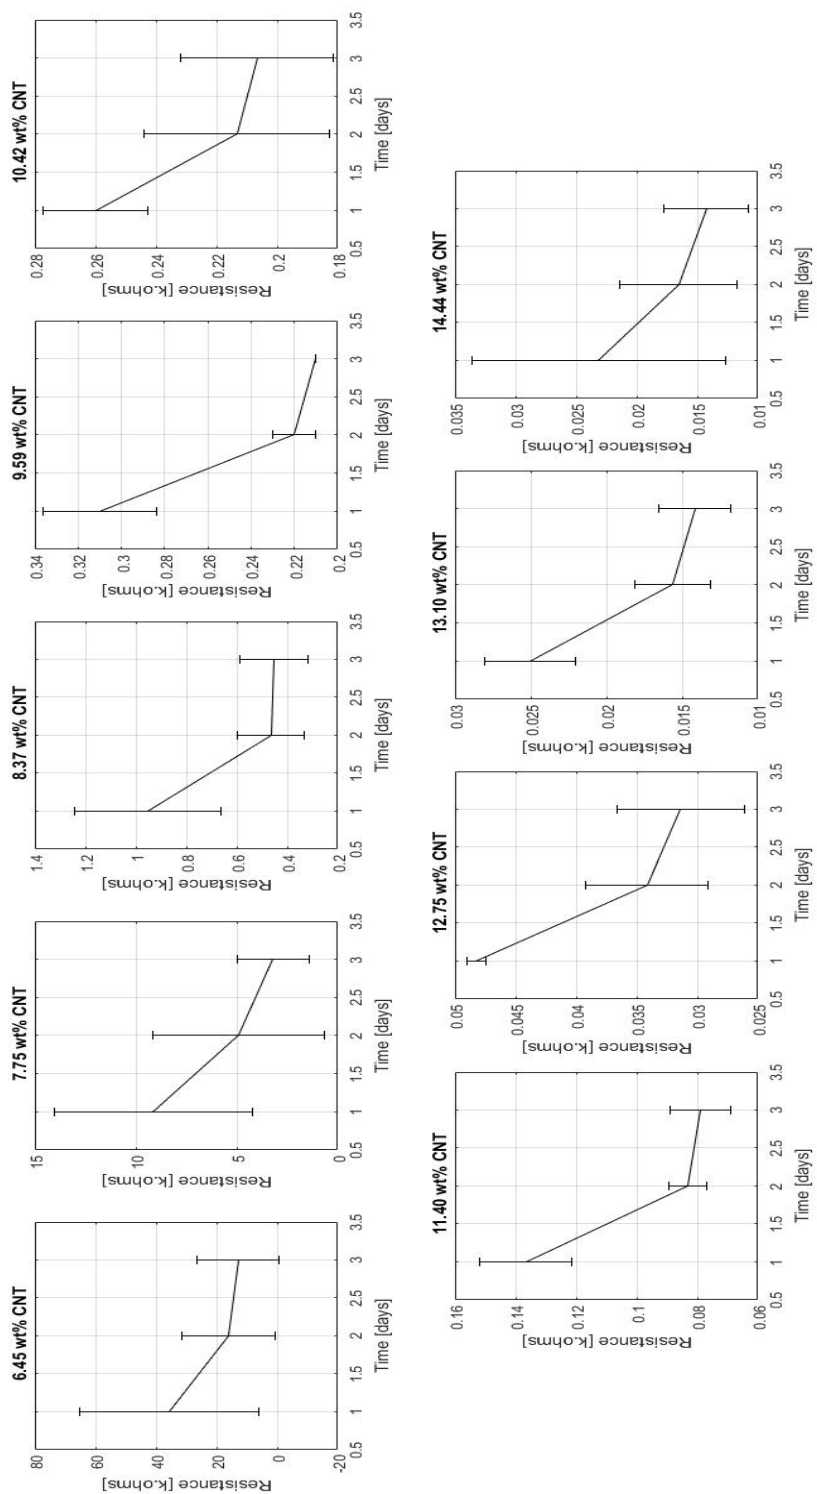 6.45 wt% CNT
Resistance [k.ohms]
80
60
40
20
0
-20
0.5 1 1.5 2 2.5 3 3.5
Time [days]
7.75 wt% CNT
Resistance [k.ohms]
15
10
5
0
0.5 1 1.5 2 2.5 3 3.5
Time [days]
8.37 wt% CNT
Resistance [k.ohms]
1.4
1.2
1
0.8
0.6
0.4
0.2
0.5 1 1.5 2 2.5 3 3.5
Time [days]
9.59 wt% CNT
Resistance [k.ohms]
0.34
0.32
0.3
0.28
0.26
0.24
0.22
0.2
0.5 1 1.5 2 2.5 3 3.5
Time [days]
10.42 wt% CNT
Resistance [k.ohms]
0.28
0.26
0.24
0.22
0.2
0.18
0.5 1 1.5 2 2.5 3 3.5
Time [days]
11.40 wt% CNT
Resistance [k.ohms]
0.16
0.14
0.12
0.1
0.08
0.06
0.5 1 1.5 2 2.5 3 3.5
Time [days]
12.75 wt% CNT
Resistance [k.ohms]
0.05
0.045
0.04
0.035
0.03
0.025
0.5 1 1.5 2 2.5 3 3.5
Time [days]
13.10 wt% CNT
Resistance [k.ohms]
0.03
0.025
0.02
0.015
0.01
0.5 1 1.5 2 2.5 3 3.5
Time [days]
14.44 wt% CNT
Resistance [k.ohms]
0.035
0.03
0.025
0.02
0.015
0.01
0.5 1 1.5 2 2.5 3 3.5
Time [days]